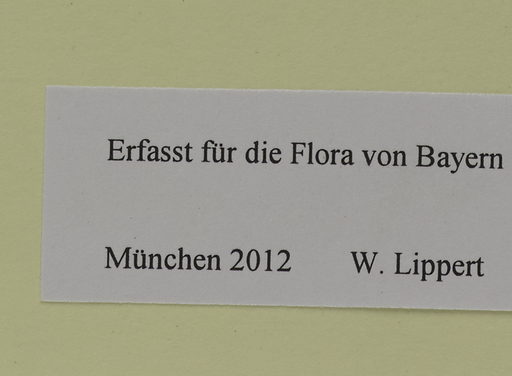 Erfasst für die Flora von Bayern
München 2012 W. Lippert